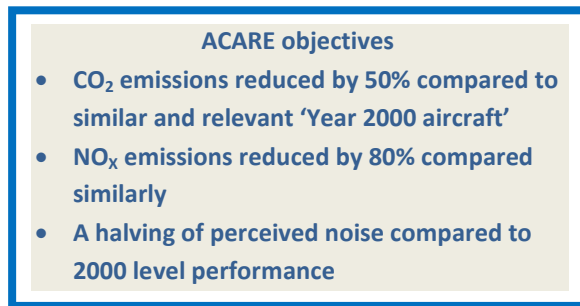 ACARE objectives
• CO₂ emissions reduced by 50% compared to
similar and relevant ‘Year 2000 aircraft’
• NOₓ emissions reduced by 80% compared
similarly
• A halving of perceived noise compared to
2000 level performance